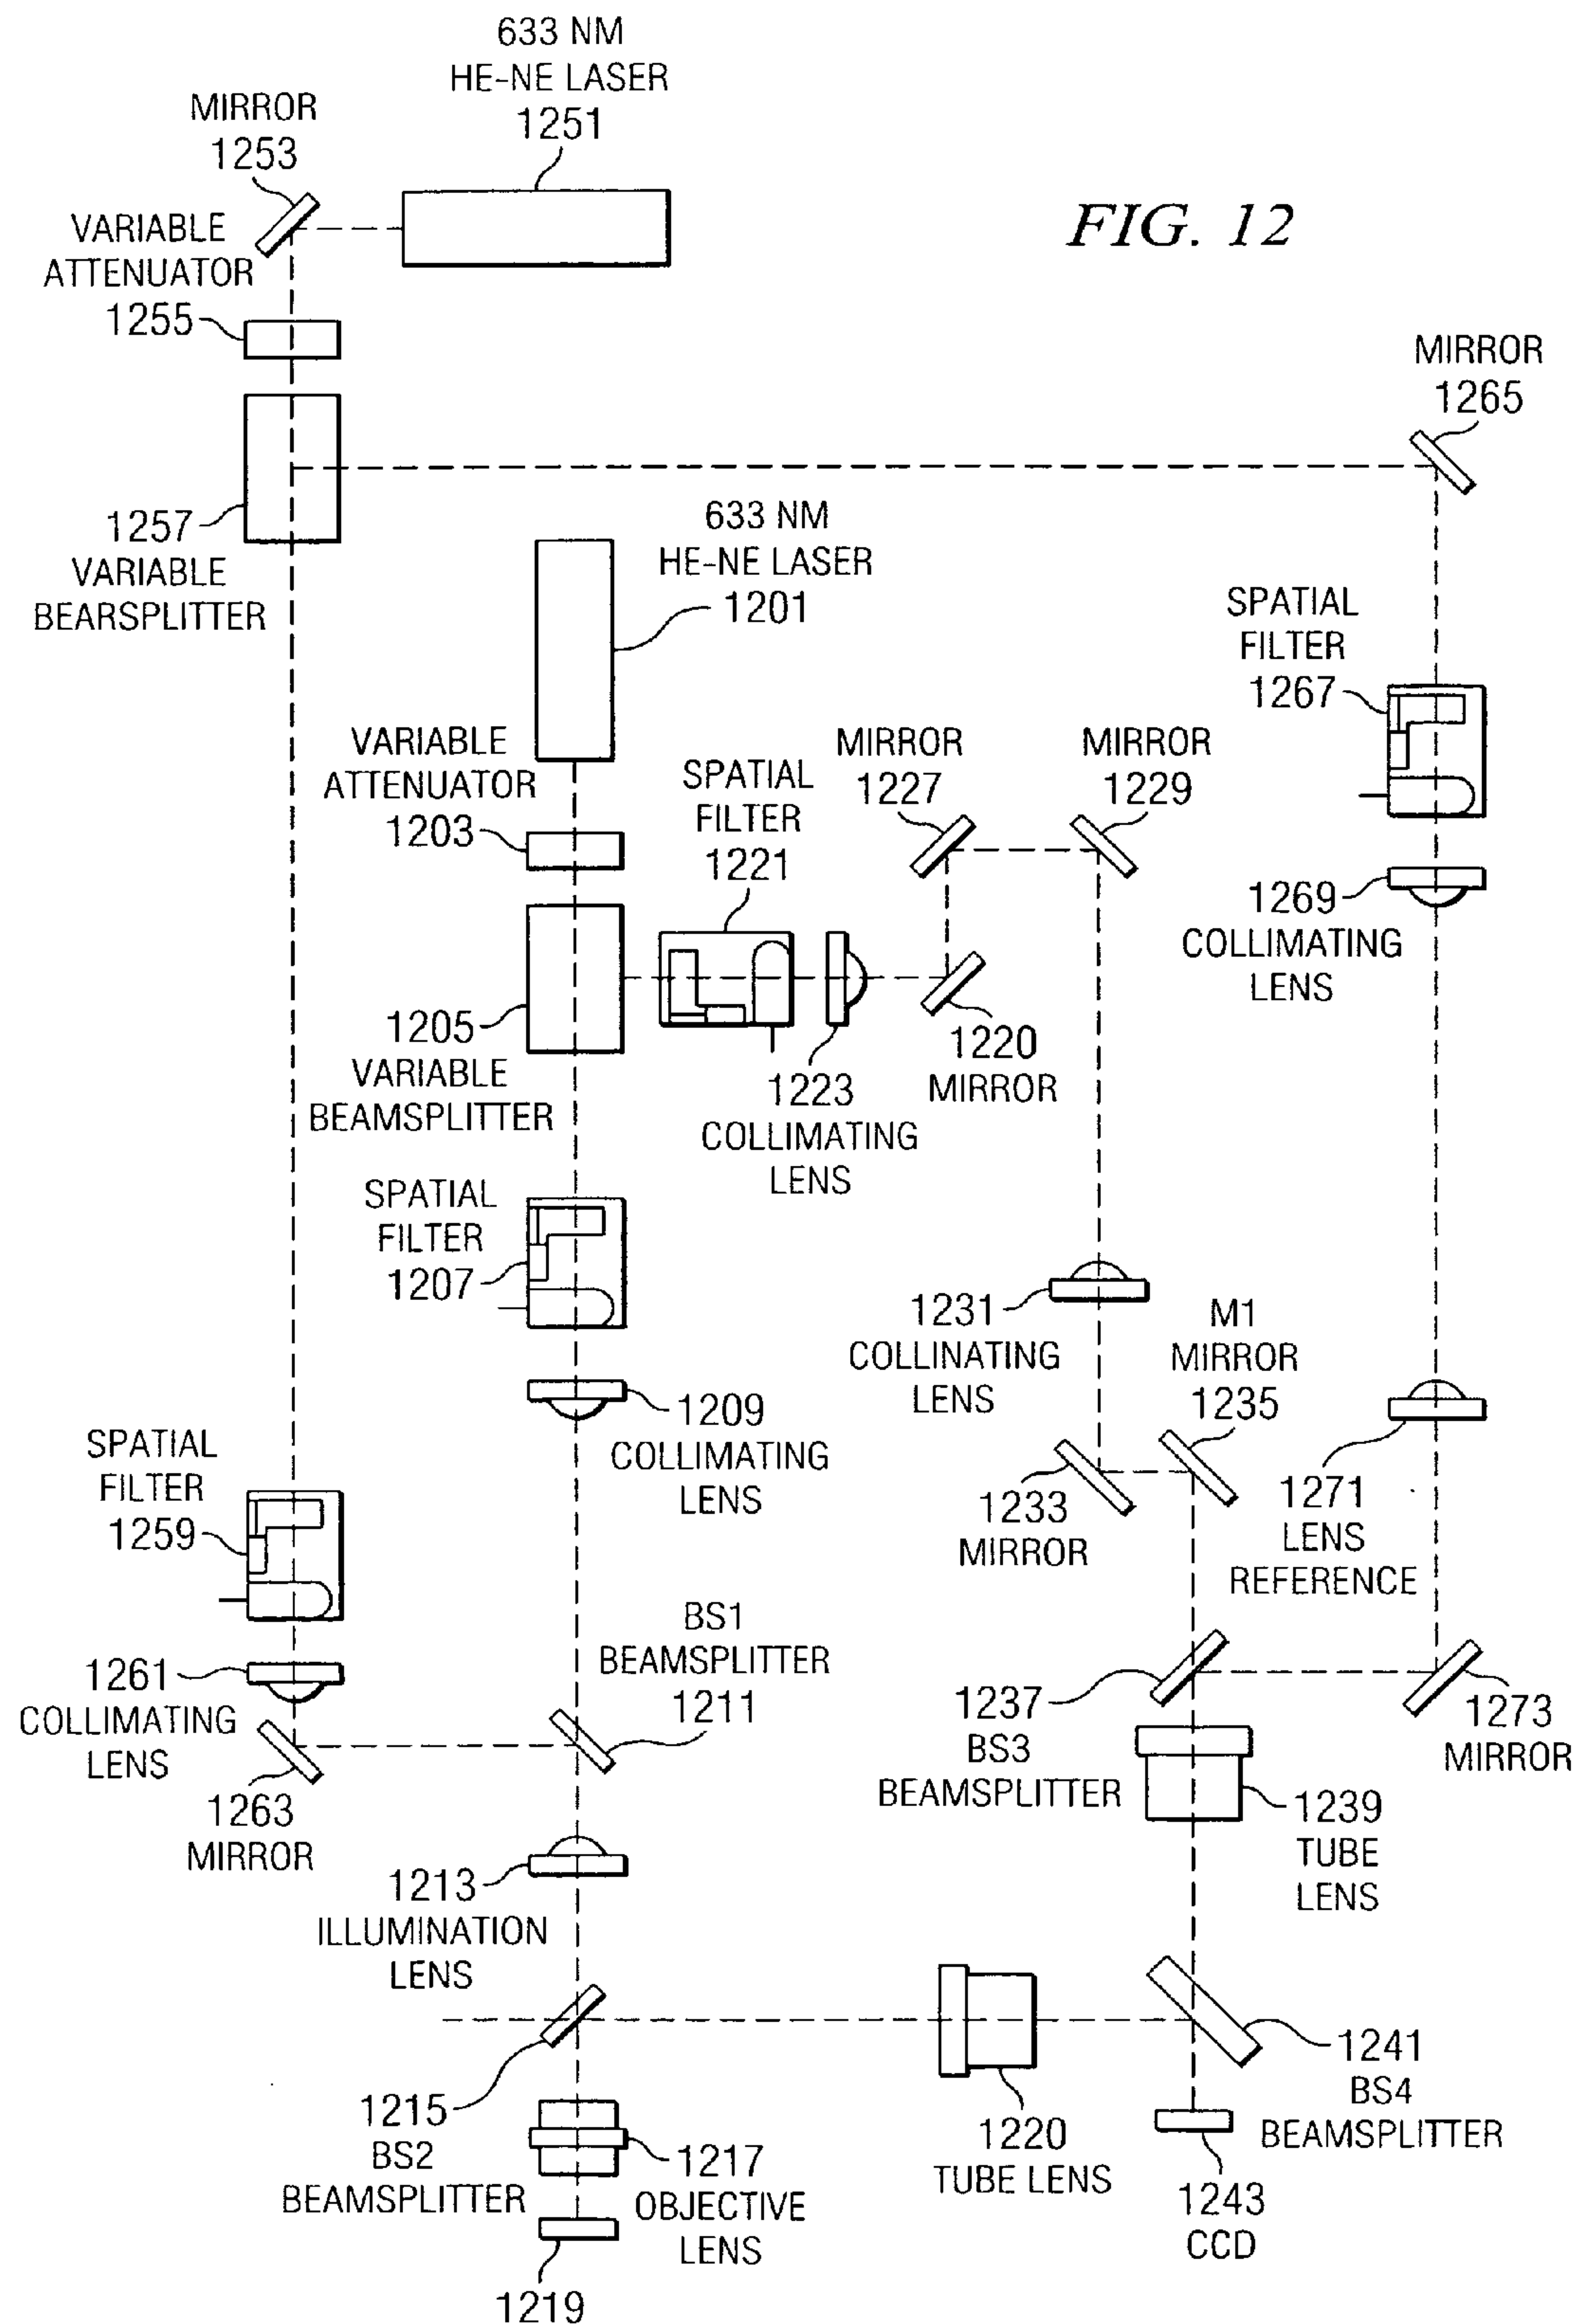 633 NM
HE-NE LASER
1251
MIRROR
1253
FIG. 12
VARIABLE
ATTENUATOR
1255
MIRROR
1265
1257
VARIABLE
BEARSPLITTER
633 NM
HE-NE LASER
1201
SPATIAL
FILTER
1267
VARIABLE
ATTENUATOR
1203
SPATIAL
FILTER
1221
MIRROR
1227
MIRROR
1229
1269
COLLIMATING
LENS
1205
VARIABLE
BEAMSPLITTER
1223
COLLIMATING
LENS
1220
MIRROR
SPATIAL
FILTER
1207
1231
COLLINATING
LENS
M1
MIRROR
1235
1209
COLLIMATING
LENS
SPATIAL
FILTER
1259
1233
MIRROR
1271
LENS
REFERENCE
BS1
BEAMSPLITTER
1211
1261
COLLIMATING
LENS
1263
MIRROR
1237
BS3
BEAMSPLITTER
1273
MIRROR
1239
TUBE
LENS
1213
ILLUMINATION
LENS
1215
BS2
BEAMSPLITTER
1217
OBJECTIVE
LENS
1219
1220
TUBE LENS
1241
BS4
BEAMSPLITTER
1243
CCD